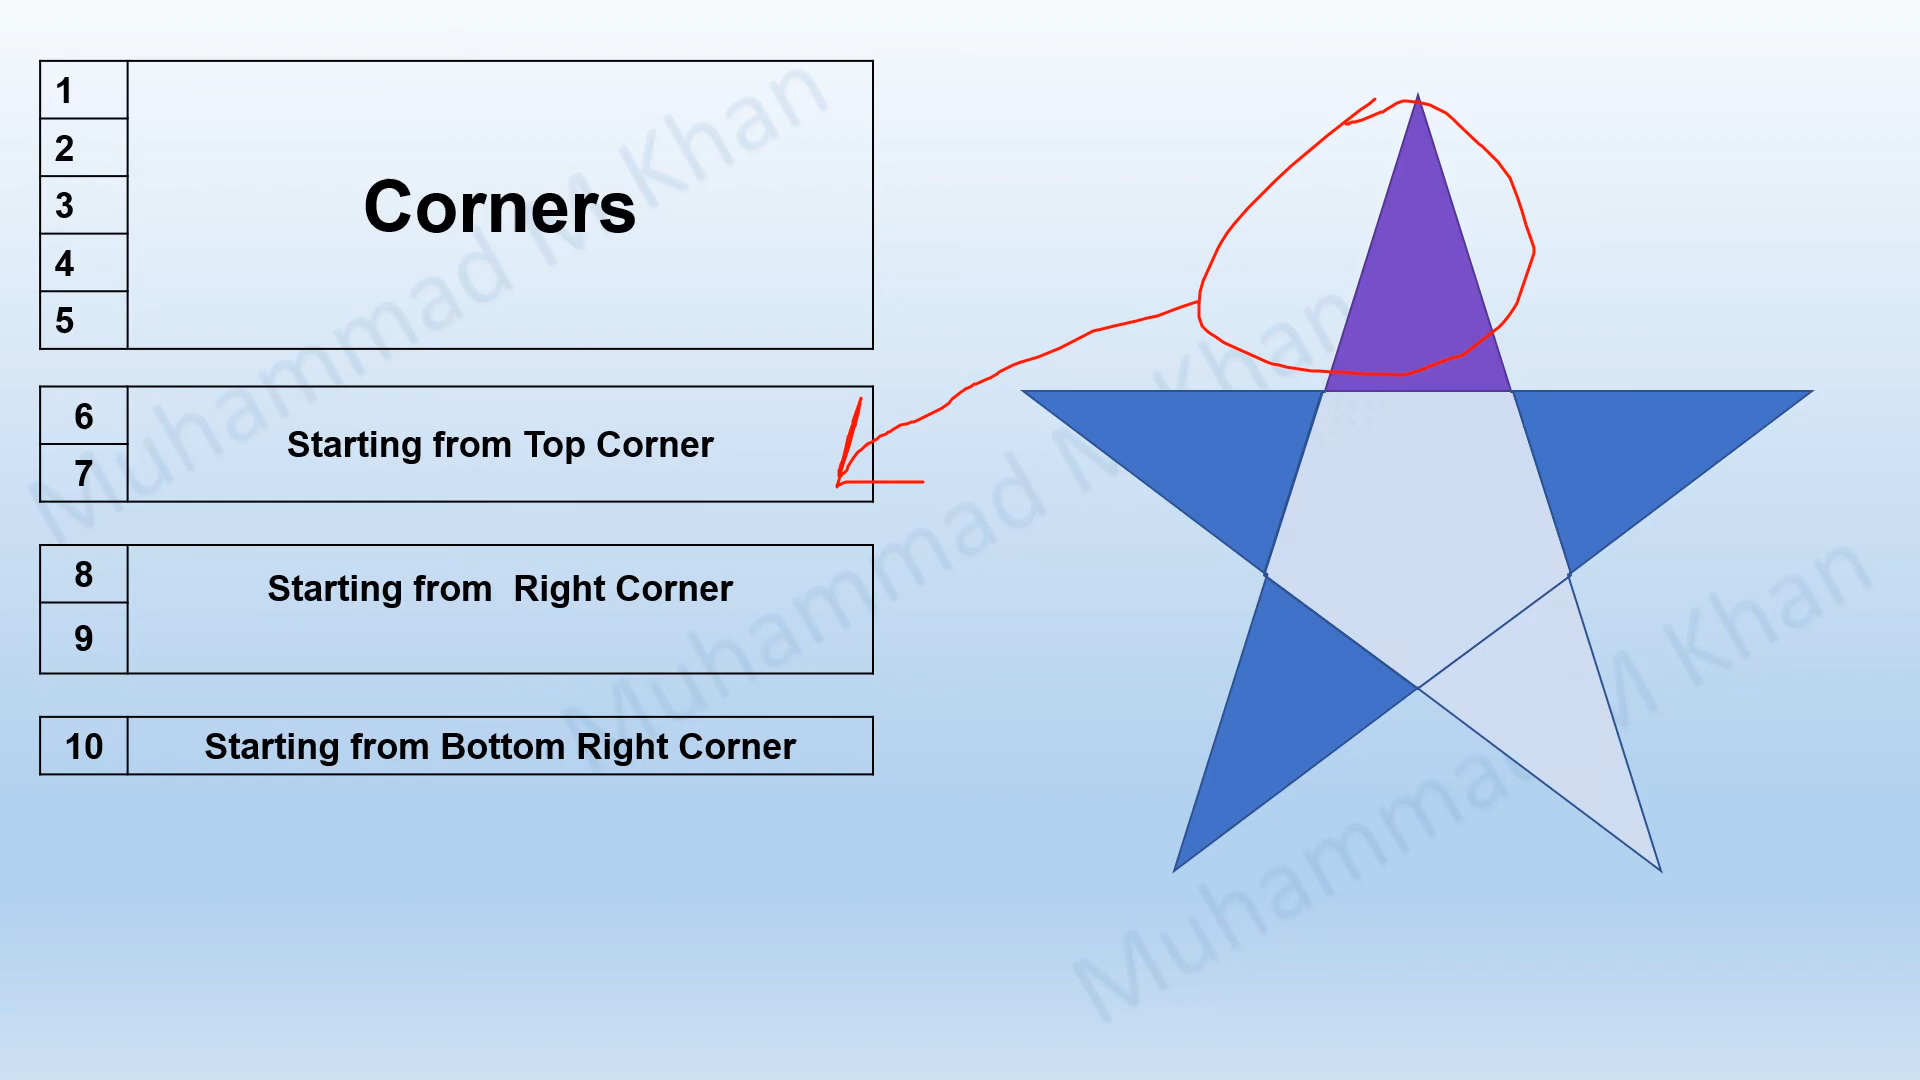 1
2
3
4
5
Corners
6
7
Starting from Top Corner
8
9
Starting from  Right Corner
10
Starting from Bottom Right Corner
Muhammad M Khan
Muhammad M Khan
Muhammad M Khan